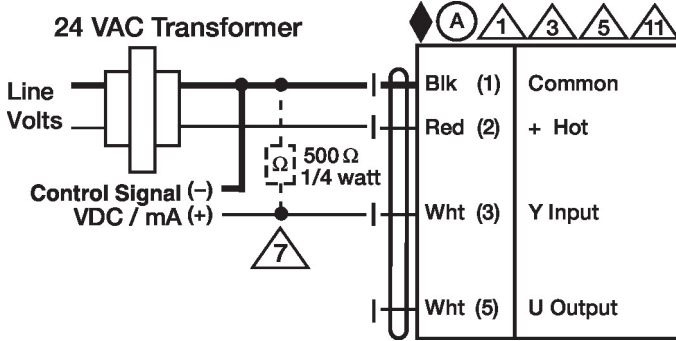 24 VAC Transformer
A 1 3 5 11
Line
Volts
Blk (1) Common
Red (2) + Hot
Ω 500 Ω
1/4 watt
Control Signal (–)
VDC / mA (+)
Wht (3) Y Input
7
Wht (5) U Output